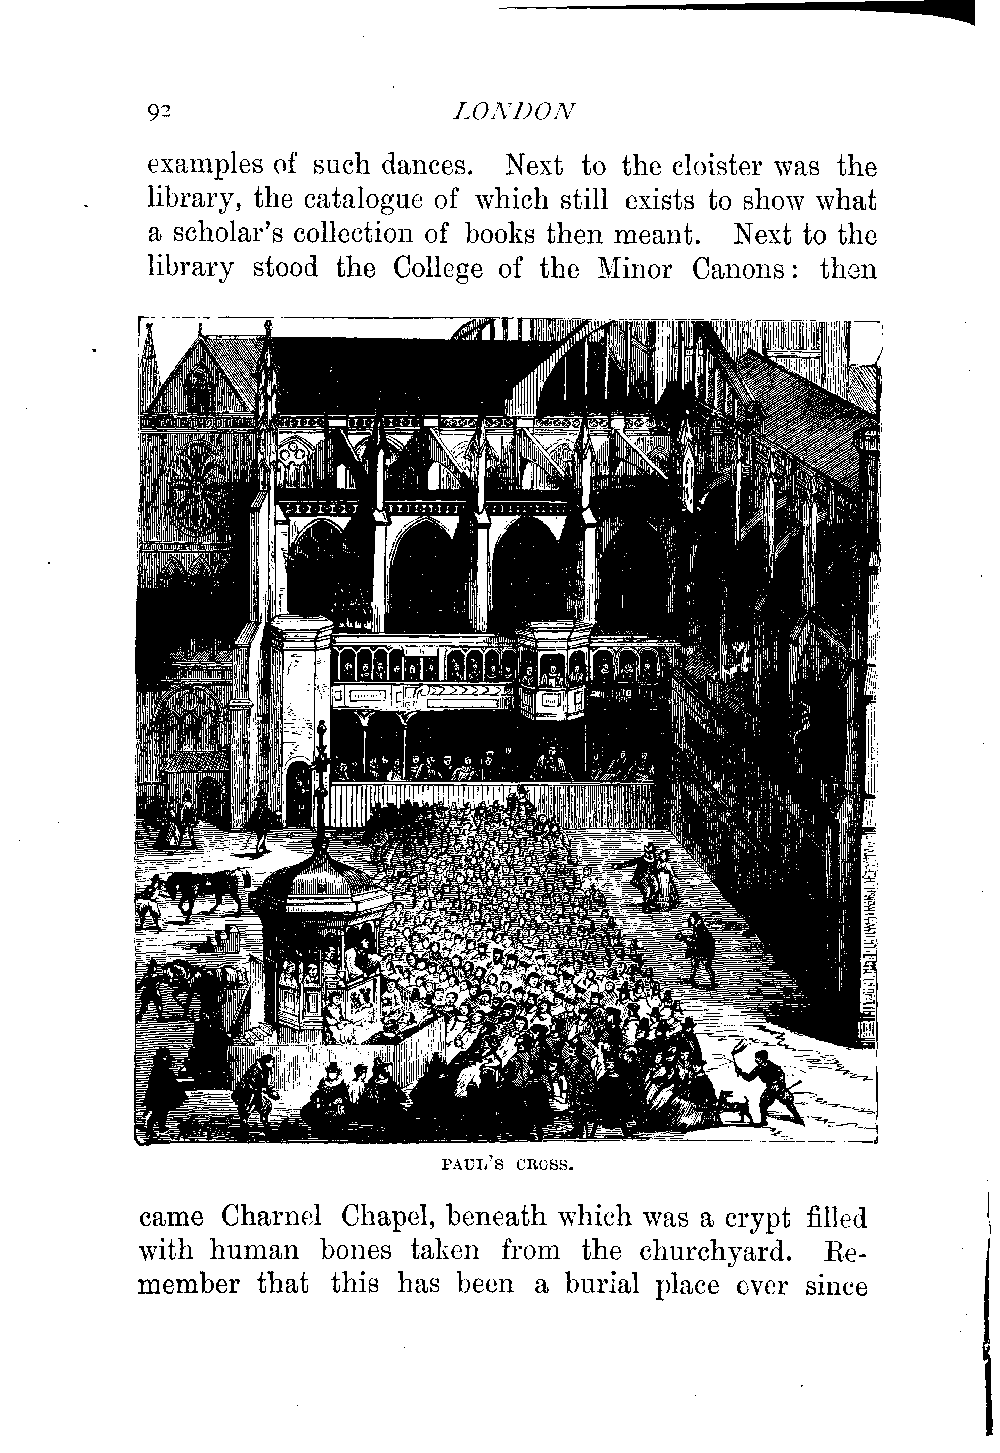 92 LONDON
examples of such dances. Next to the cloister was the
library, the catalogue of which still exists to show what
a scholar's collection of books then meant. Next to the
library stood the College of the Minor Canons: then
PAUL'S CROSS.
came Charnel Chapel, beneath which was a crypt filled
with human bones taken from the churchyard. Re-
member that this has been a burial place ever since